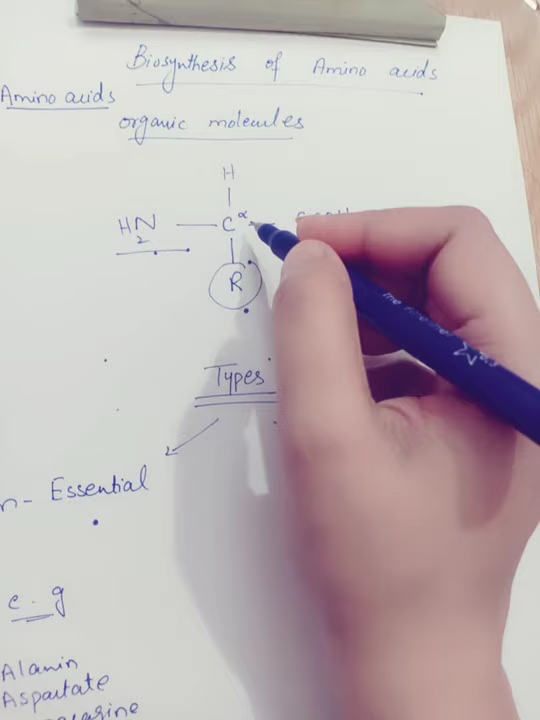 Biosynthesis of Amino acids
Amino acids
organic molecules
H
H2N — Cα —
R
Types
n- Essential
e.g
Alanin
Aspartate